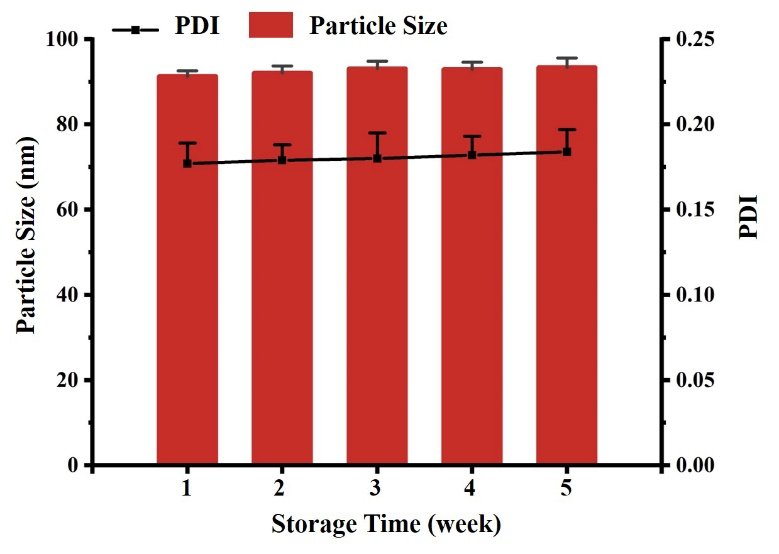 PDI
Particle Size
100
80
60
40
20
0
Particle Size (nm)
0.25
0.20
0.15
0.10
0.05
0.00
PDI
1 2 3 4 5
Storage Time (week)